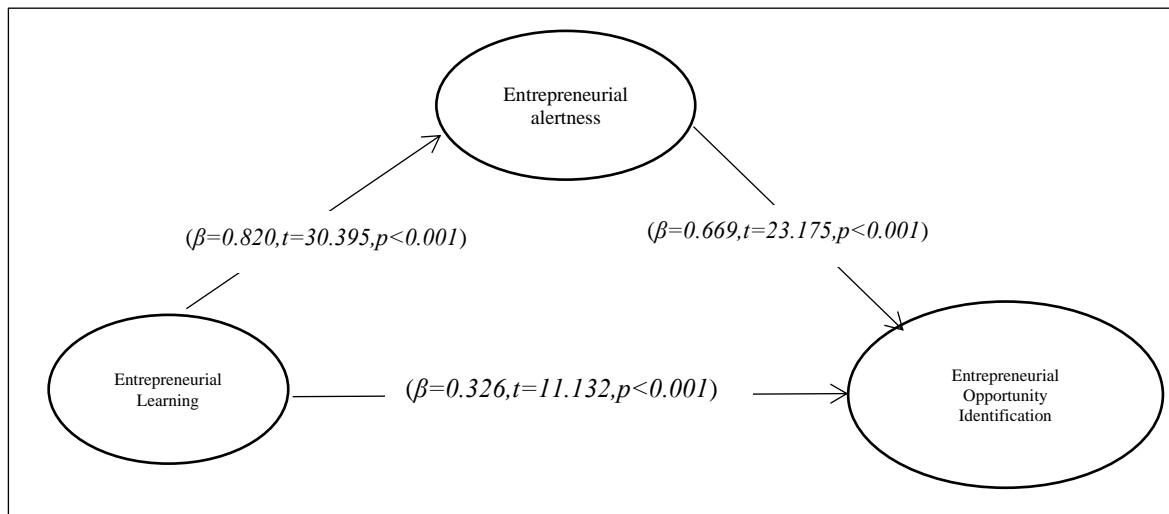 Entrepreneurial
alertness
(β=0.820,t=30.395,p<0.001)
(β=0.669,t=23.175,p<0.001)
Entrepreneurial
Learning
(β=0.326,t=11.132,p<0.001)
Entrepreneurial
Opportunity
Identification